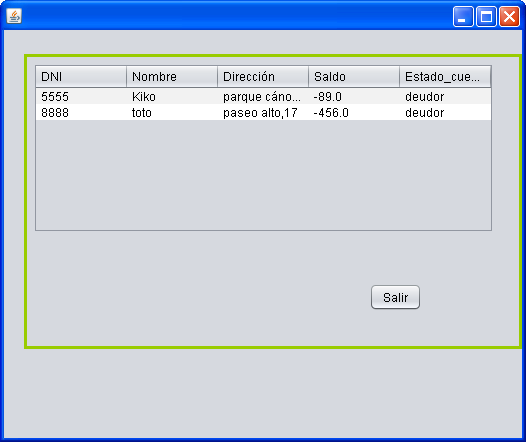 DNI Nombre Dirección Saldo Estado_cue...
5555 Kiko parque cáno... -89.0 deudor
8888 toto paseo alto,17 -456.0 deudor
Salir